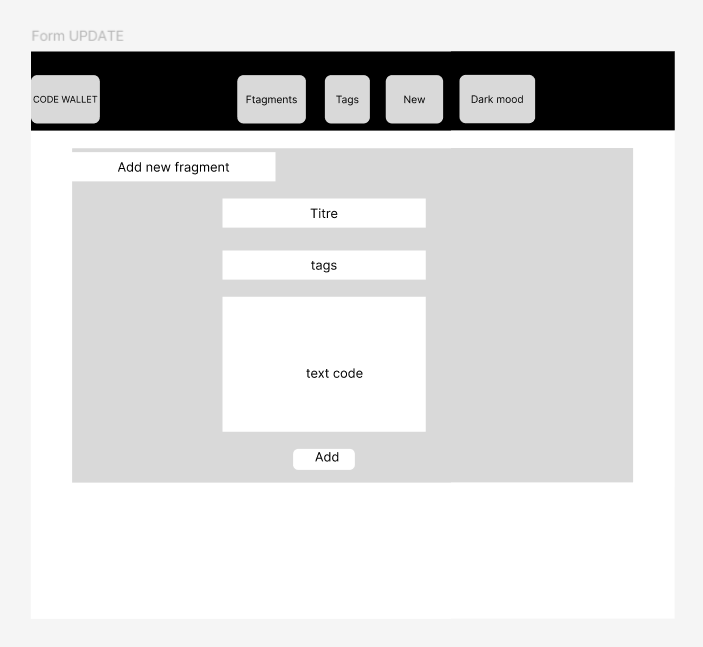 Form UPDATE
CODE WALLET
Ftagments
Tags
New
Dark mood
Add new fragment
Titre
tags
text code
Add